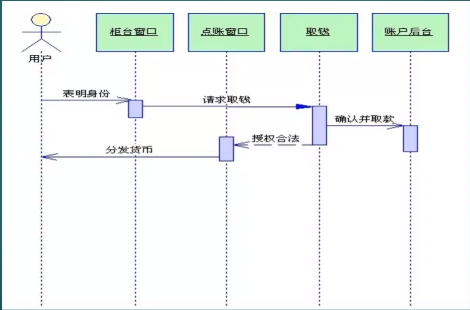 用户
柜台窗口
点账窗口
取钱
账户后台
表明身份
请求取钱
确认并取款
授权合法
分发货币